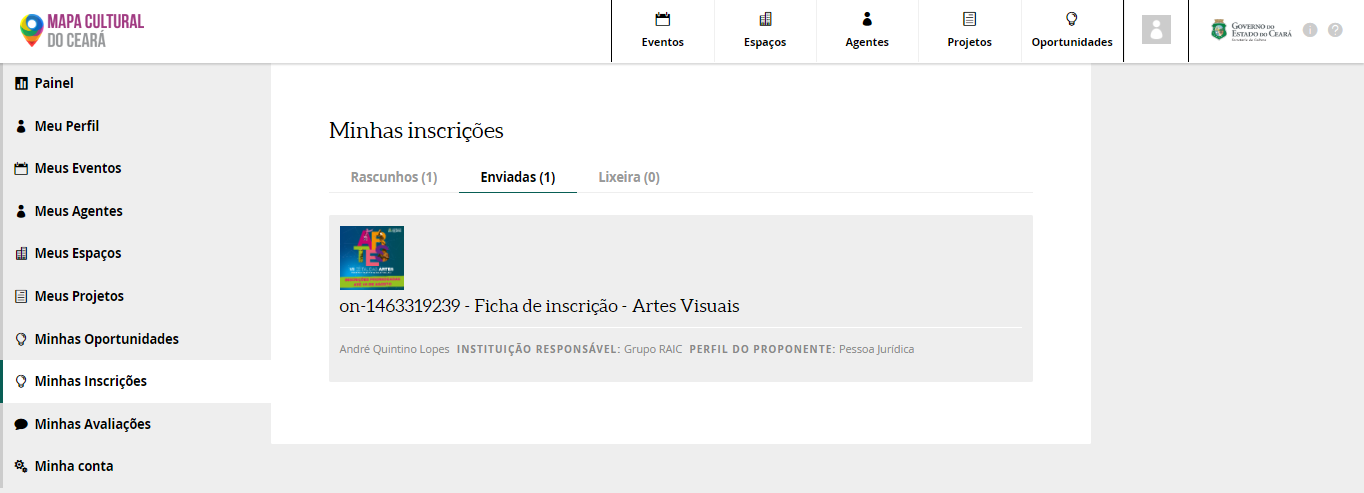 MAPA CULTURAL
DO CEARÁ
Eventos
Espaços
Agentes
Projetos
Oportunidades
GOVERNO DO
ESTADO DO CEARÁ
Secretaria da Cultura
Painel
Meu Perfil
Meus Eventos
Meus Agentes
Meus Espaços
Meus Projetos
Minhas Oportunidades
Minhas Inscrições
Minhas Avaliações
Minha conta
Minhas inscrições
Rascunhos (1) Enviadas (1) Lixeira (0)
ARTES
on-1463319239 - Ficha de inscrição - Artes Visuais
André Quintino Lopes INSTITUIÇÃO RESPONSÁVEL: Grupo RAIC PERFIL DO PROPONENTE: Pessoa Jurídica